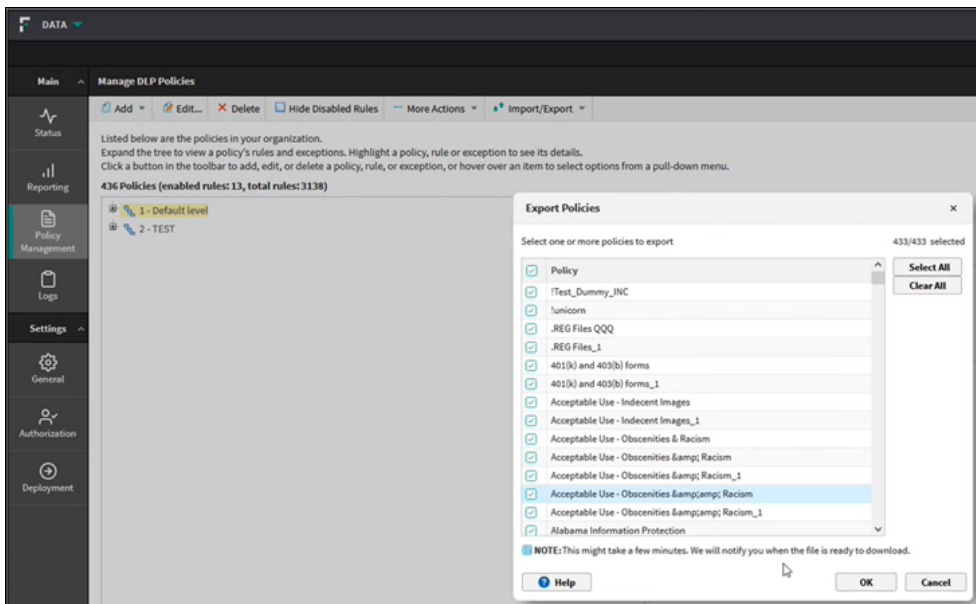 DATA
Main
Manage DLP Policies
Status
Reporting
Policy
Management
Logs
Settings
General
Authorization
Deployment
Add
Edit...
Delete
Hide Disabled Rules
More Actions
Import/Export
Listed below are the policies in your organization.
Expand the tree to view a policy's rules and exceptions. Highlight a policy, rule or exception to see its details.
Click a button in the toolbar to add, edit, or delete a policy, rule, or exception, or hover over an item to select options from a pull-down menu.
436 Policies (enabled rules: 13, total rules: 3138)
1 - Default level
2 - TEST
Export Policies
Select one or more policies to export
433/433 selected
Policy
Select All
Clear All
!Test_Dummy_INC
!unicorn
.REG Files QQQ
.REG Files_1
401(k) and 403(b) forms
401(k) and 403(b) forms_1
Acceptable Use - Indecent Images
Acceptable Use - Indecent Images_1
Acceptable Use - Obscenities & Racism
Acceptable Use - Obscenities &amp; Racism
Acceptable Use - Obscenities &amp; Racism_1
Acceptable Use - Obscenities &amp;amp; Racism
Acceptable Use - Obscenities &amp;amp; Racism_1
Alabama Information Protection
NOTE: This might take a few minutes. We will notify you when the file is ready to download.
Help
OK
Cancel